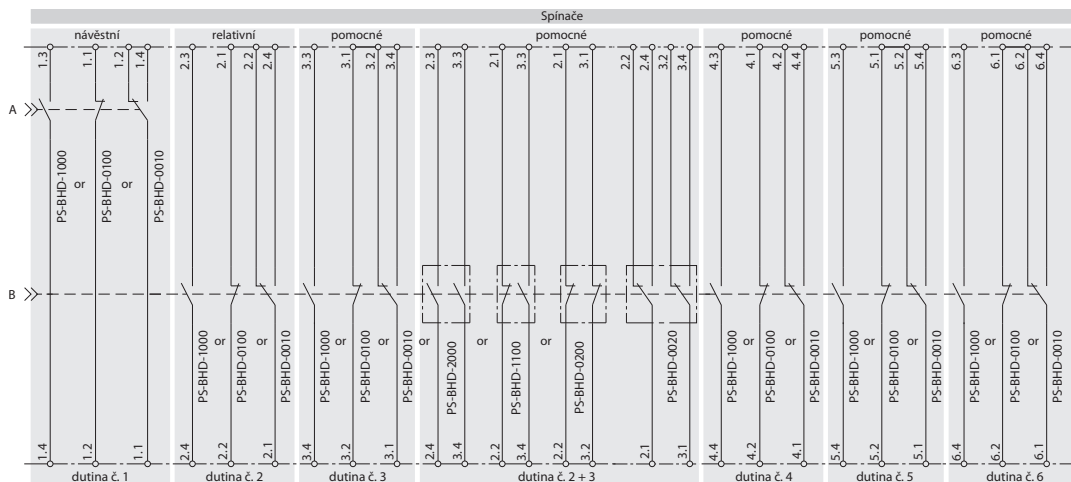 Spínače
návěstní relativní pomocné pomocné pomocné pomocné pomocné
1.3 1.1 1.2 1.4 2.3 2.1 2.2 2.4 3.3 3.1 3.2 3.4 2.3 3.3 2.1 3.3 2.1 3.1 2.2 2.4 3.2 3.4 4.3 4.1 4.2 4.4 5.3 5.1 5.2 5.4 6.3 6.1 6.2 6.4
A
PS-BHD-1000 or PS-BHD-0100 or PS-BHD-0010
B
PS-BHD-1000 or PS-BHD-0100 or PS-BHD-0010 PS-BHD-1000 or PS-BHD-0100 or PS-BHD-0010 or PS-BHD-2000 or PS-BHD-1100 or PS-BHD-0200 PS-BHD-0020 PS-BHD-1000 or PS-BHD-0100 or PS-BHD-0010 PS-BHD-1000 or PS-BHD-0100 or PS-BHD-0010 PS-BHD-1000 or PS-BHD-0100 or PS-BHD-0010
1.4 1.2 1.1 2.4 2.2 2.1 3.4 3.2 3.1 2.4 3.4 2.2 3.4 2.2 3.2 2.1 3.1 4.4 4.2 4.1 5.4 5.2 5.1 6.4 6.2 6.1
dutina č. 1 dutina č. 2 dutina č. 3 dutina č. 2 + 3 dutina č. 4 dutina č. 5 dutina č. 6